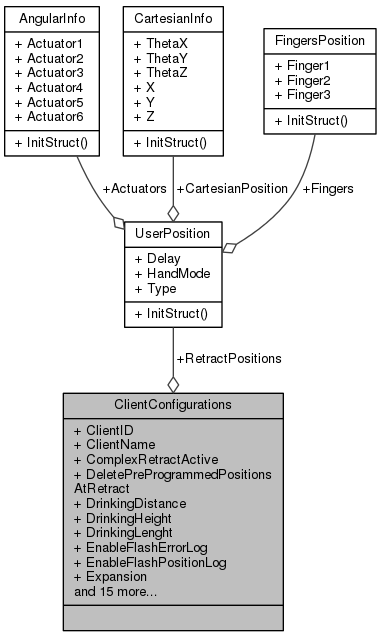 AngularInfo
+ Actuator1
+ Actuator2
+ Actuator3
+ Actuator4
+ Actuator5
+ Actuator6
+ InitStruct()
CartesianInfo
+ ThetaX
+ ThetaY
+ ThetaZ
+ X
+ Y
+ Z
+ InitStruct()
FingersPosition
+ Finger1
+ Finger2
+ Finger3
+ InitStruct()
+Actuators
+CartesianPosition
+Fingers
UserPosition
+ Delay
+ HandMode
+ Type
+ InitStruct()
+RetractPositions
ClientConfigurations
+ ClientID
+ ClientName
+ ComplexRetractActive
+ DeletePreProgrammedPositions
AtRetract
+ DrinkingDistance
+ DrinkingHeight
+ DrinkingLenght
+ EnableFlashErrorLog
+ EnableFlashPositionLog
+ Expansion
and 15 more...